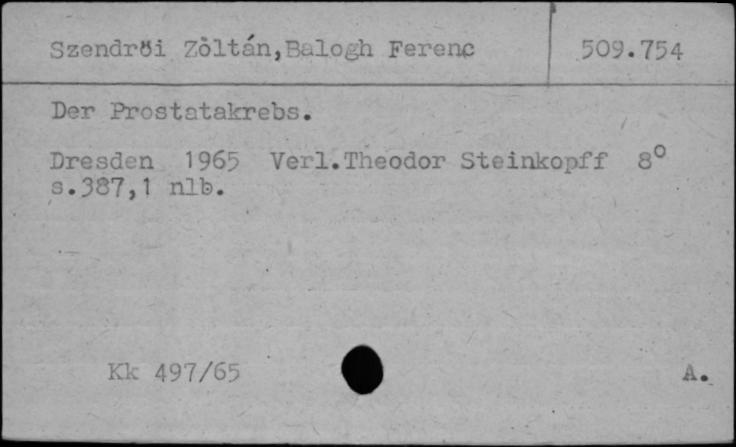 Szendrői Zoltán,Balogh Ferenc 509.754
Der Prostatakrebs.
Dresden 1965 Verl.Theodor Steinkopff 8°
s.387,1 nlb.
Kk 497/65 A.